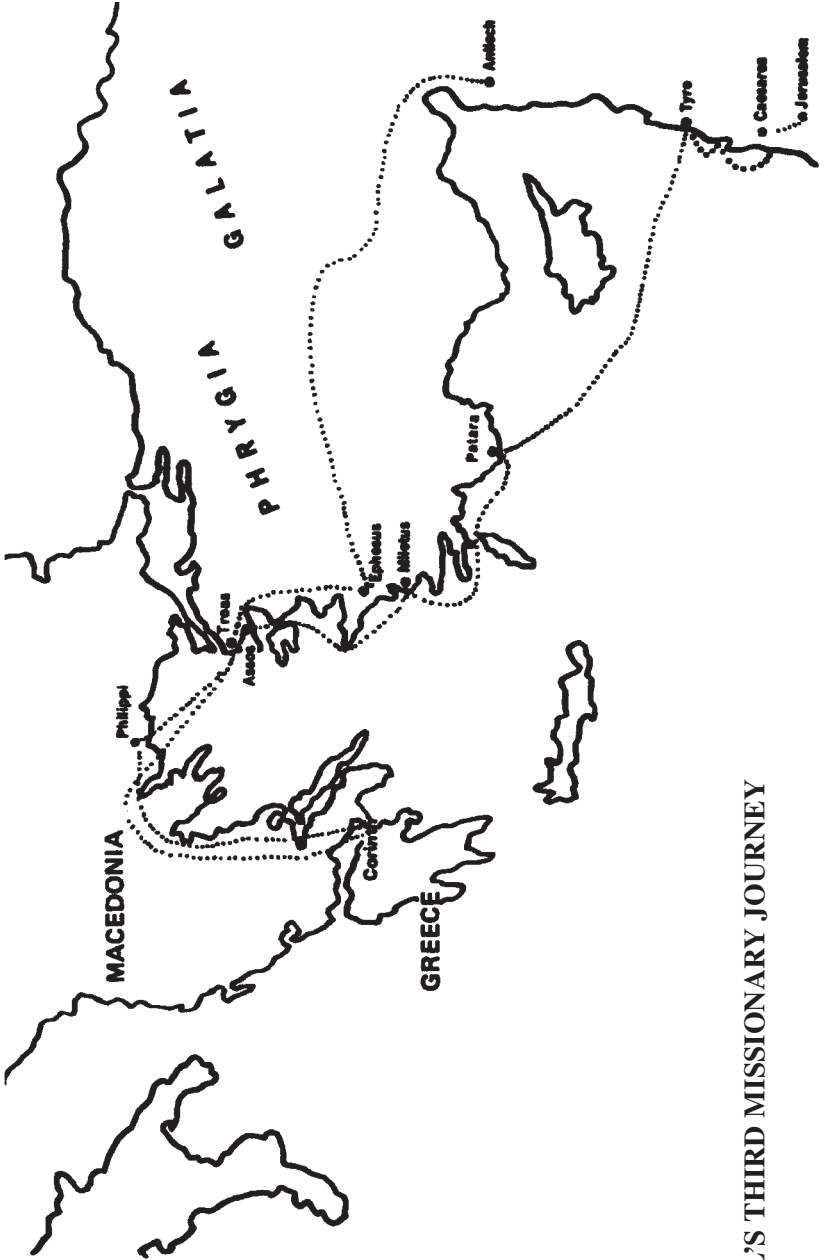 MACEDONIA
GREECE
PHRYGIA
GALATIA
Philippi
Troas
Assos
Ephesus
Miletus
Corinth
Patara
Antioch
Tyre
Caesarea
Jerusalem
'S THIRD MISSIONARY JOURNEY